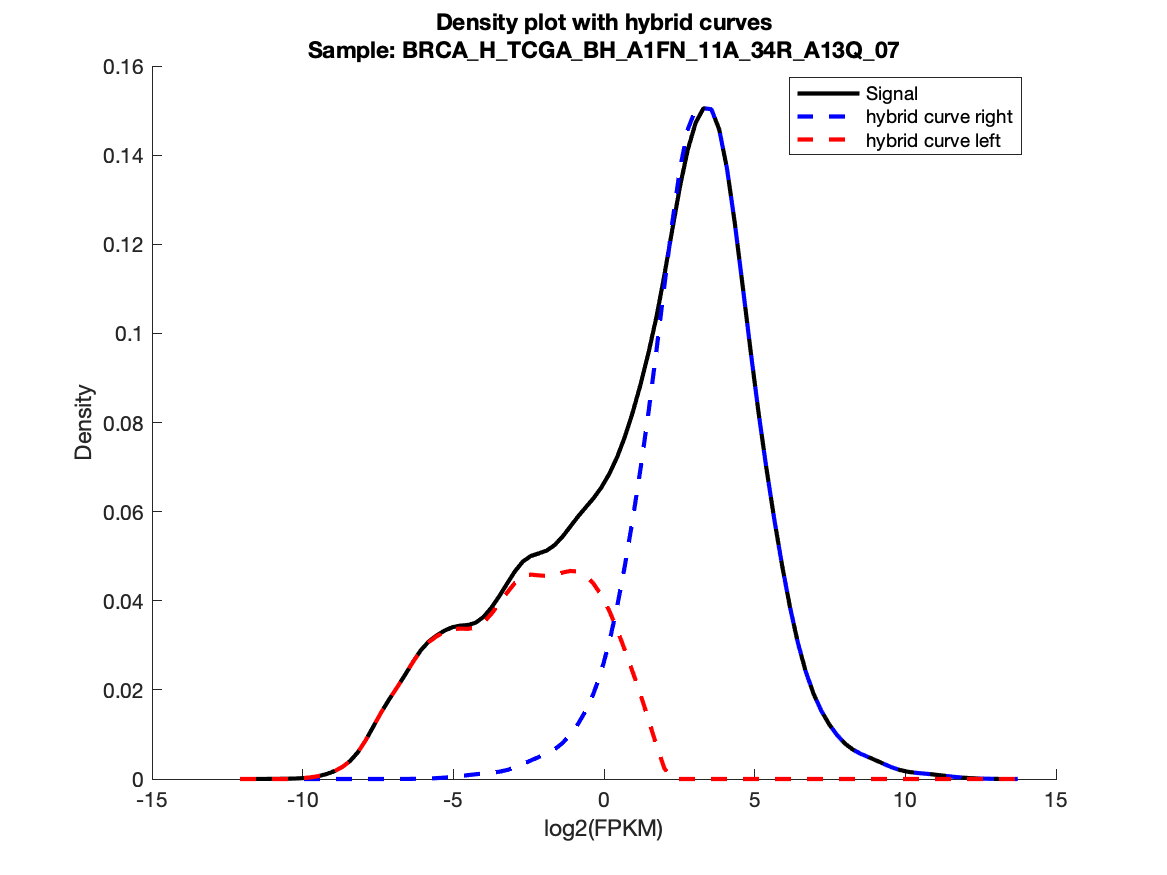 Density plot with hybrid curves
Sample: BRCA_H_TCGA_BH_A1FN_11A_34R_A13Q_07
Signal
hybrid curve right
hybrid curve left
0.16
0.14
0.12
0.1
0.08
0.06
0.04
0.02
0
Density
-15 -10 -5 0 5 10 15
log2(FPKM)